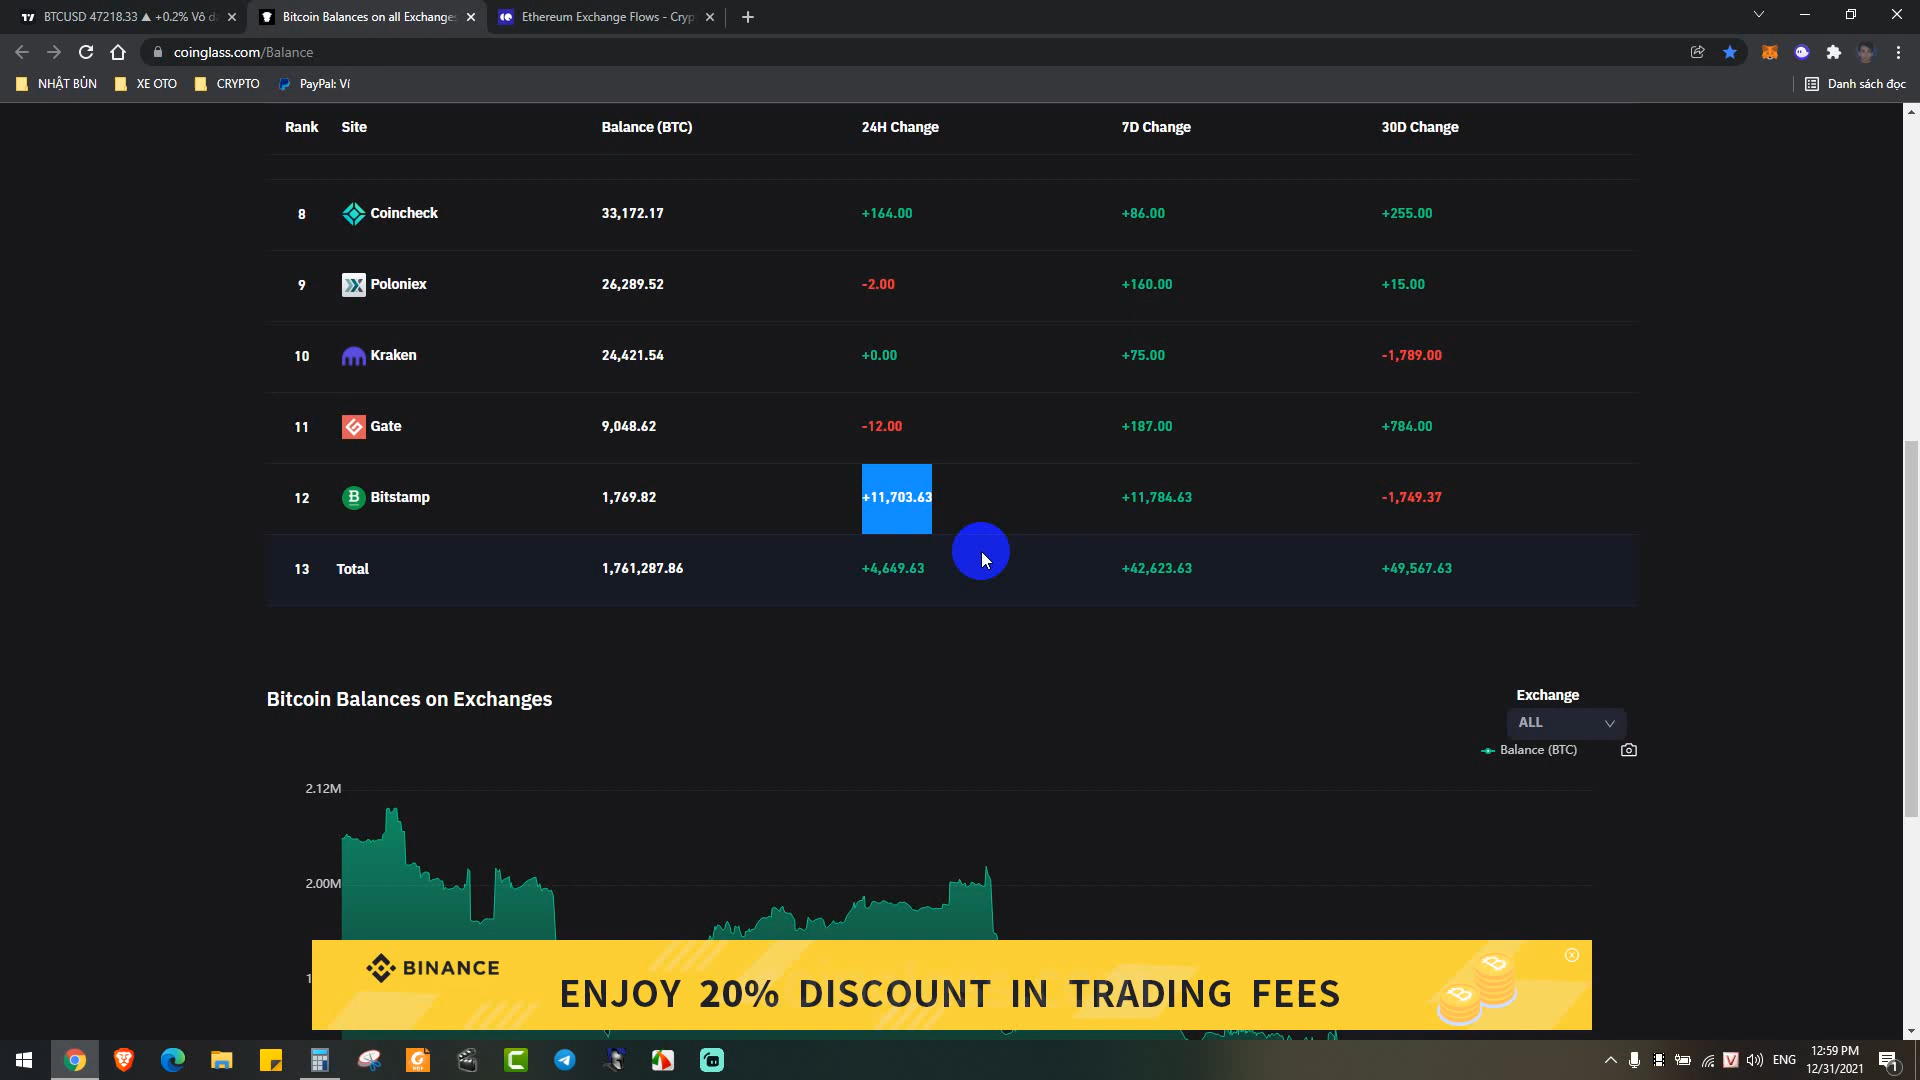 BTCUSD 47218.33 ▲ +0.2% Vô d
Bitcoin Balances on all Exchanges
Ethereum Exchange Flows - Cryp
coinglass.com/Balance
NHẬT BỦN
XE OTO
CRYPTO
PayPal: Ví
Danh sách đọc
Rank Site Balance (BTC) 24H Change 7D Change 30D Change
8 Coincheck 33,172.17 +164.00 +86.00 +255.00
9 Poloniex 26,289.52 -2.00 +160.00 +15.00
10 Kraken 24,421.54 +0.00 +75.00 -1,789.00
11 Gate 9,048.62 -12.00 +187.00 +784.00
12 Bitstamp 1,769.82 +11,703.63 +11,784.63 -1,749.37
13 Total 1,761,287.86 +4,649.63 +42,623.63 +49,567.63
Bitcoin Balances on Exchanges
Exchange
ALL
Balance (BTC)
2.12M
2.00M
BINANCE
ENJOY 20% DISCOUNT IN TRADING FEES
ENG
12:59 PM
12/31/2021